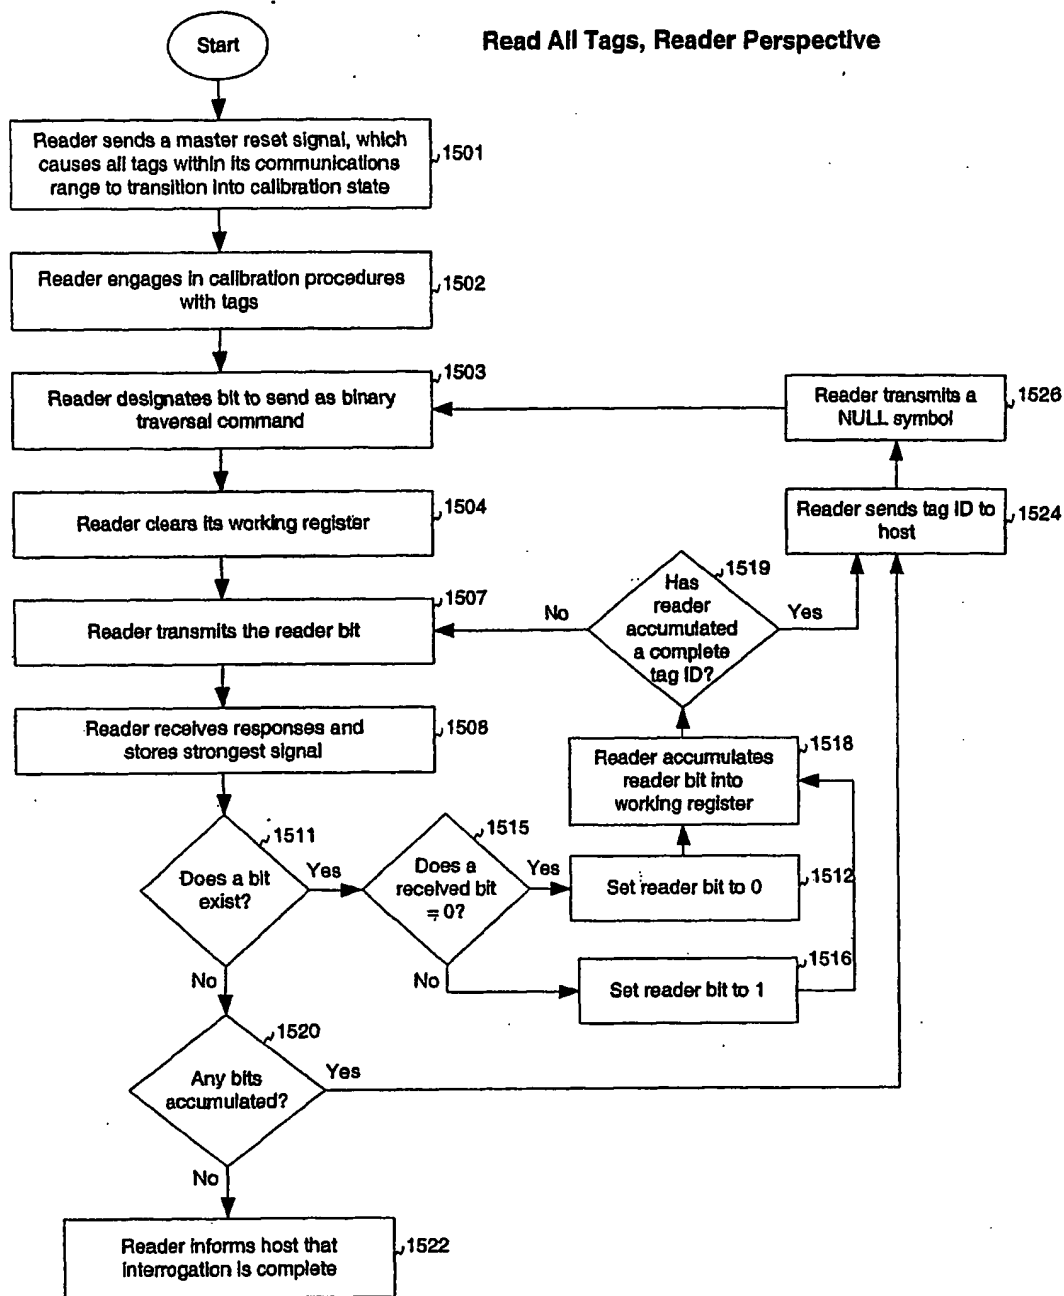 Read All Tags, Reader Perspective
Start
Reader sends a master reset signal, which
causes all tags within its communications
range to transition into calibration state
1501
Reader engages in calibration procedures
with tags
1502
Reader designates bit to send as binary
traversal command
1503
Reader clears its working register
1504
Reader transmits the reader bit
1507
Reader receives responses and
stores strongest signal
1508
Does a bit
exist?
1511
Yes
No
Does a
received bit
= 0?
1515
Yes
No
Set reader bit to 0
1512
Set reader bit to 1
1516
Reader accumulates
reader bit into
working register
1518
Has
reader
accumulated
a complete
tag ID?
1519
No
Yes
Reader sends tag ID to
host
1524
Reader transmits a
NULL symbol
1526
Any bits
accumulated?
1520
Yes
No
Reader informs host that
interrogation is complete
1522